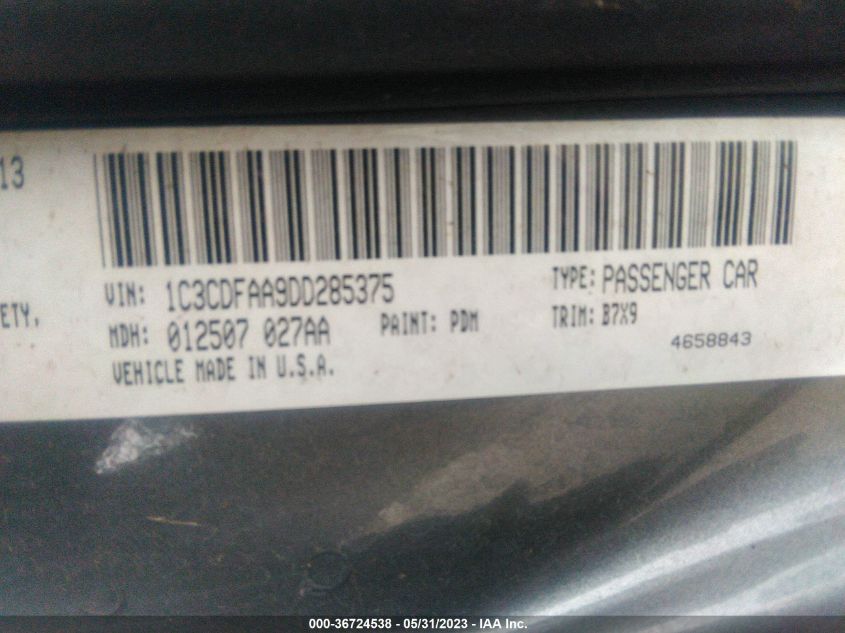 13
ETY,
VIN: 1C3CDFAA9DD285375
TYPE: PASSENGER CAR
MDH: 012507 027AA
PAINT: PDM
TRIM: B7X9
4658843
VEHICLE MADE IN U.S.A.
000-36724538 - 05/31/2023 - IAA Inc.